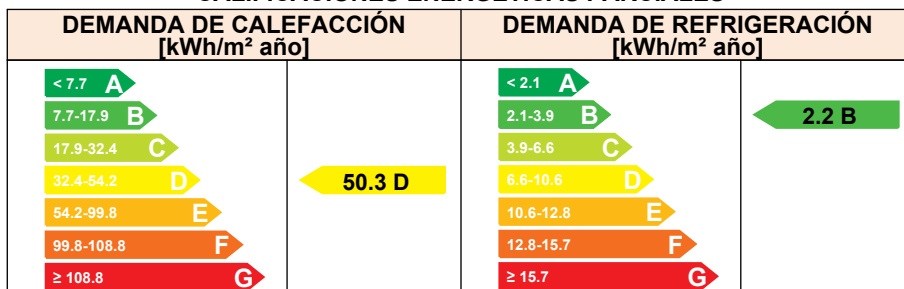 DEMANDA DE CALEFACCIÓN
[kWh/m² año]
DEMANDA DE REFRIGERACIÓN
[kWh/m² año]
< 7.7 A
7.7-17.9 B
17.9-32.4 C
32.4-54.2 D
54.2-99.8 E
99.8-108.8 F
≥ 108.8 G
50.3 D
< 2.1 A
2.1-3.9 B
3.9-6.6 C
6.6-10.6 D
10.6-12.8 E
12.8-15.7 F
≥ 15.7 G
2.2 B